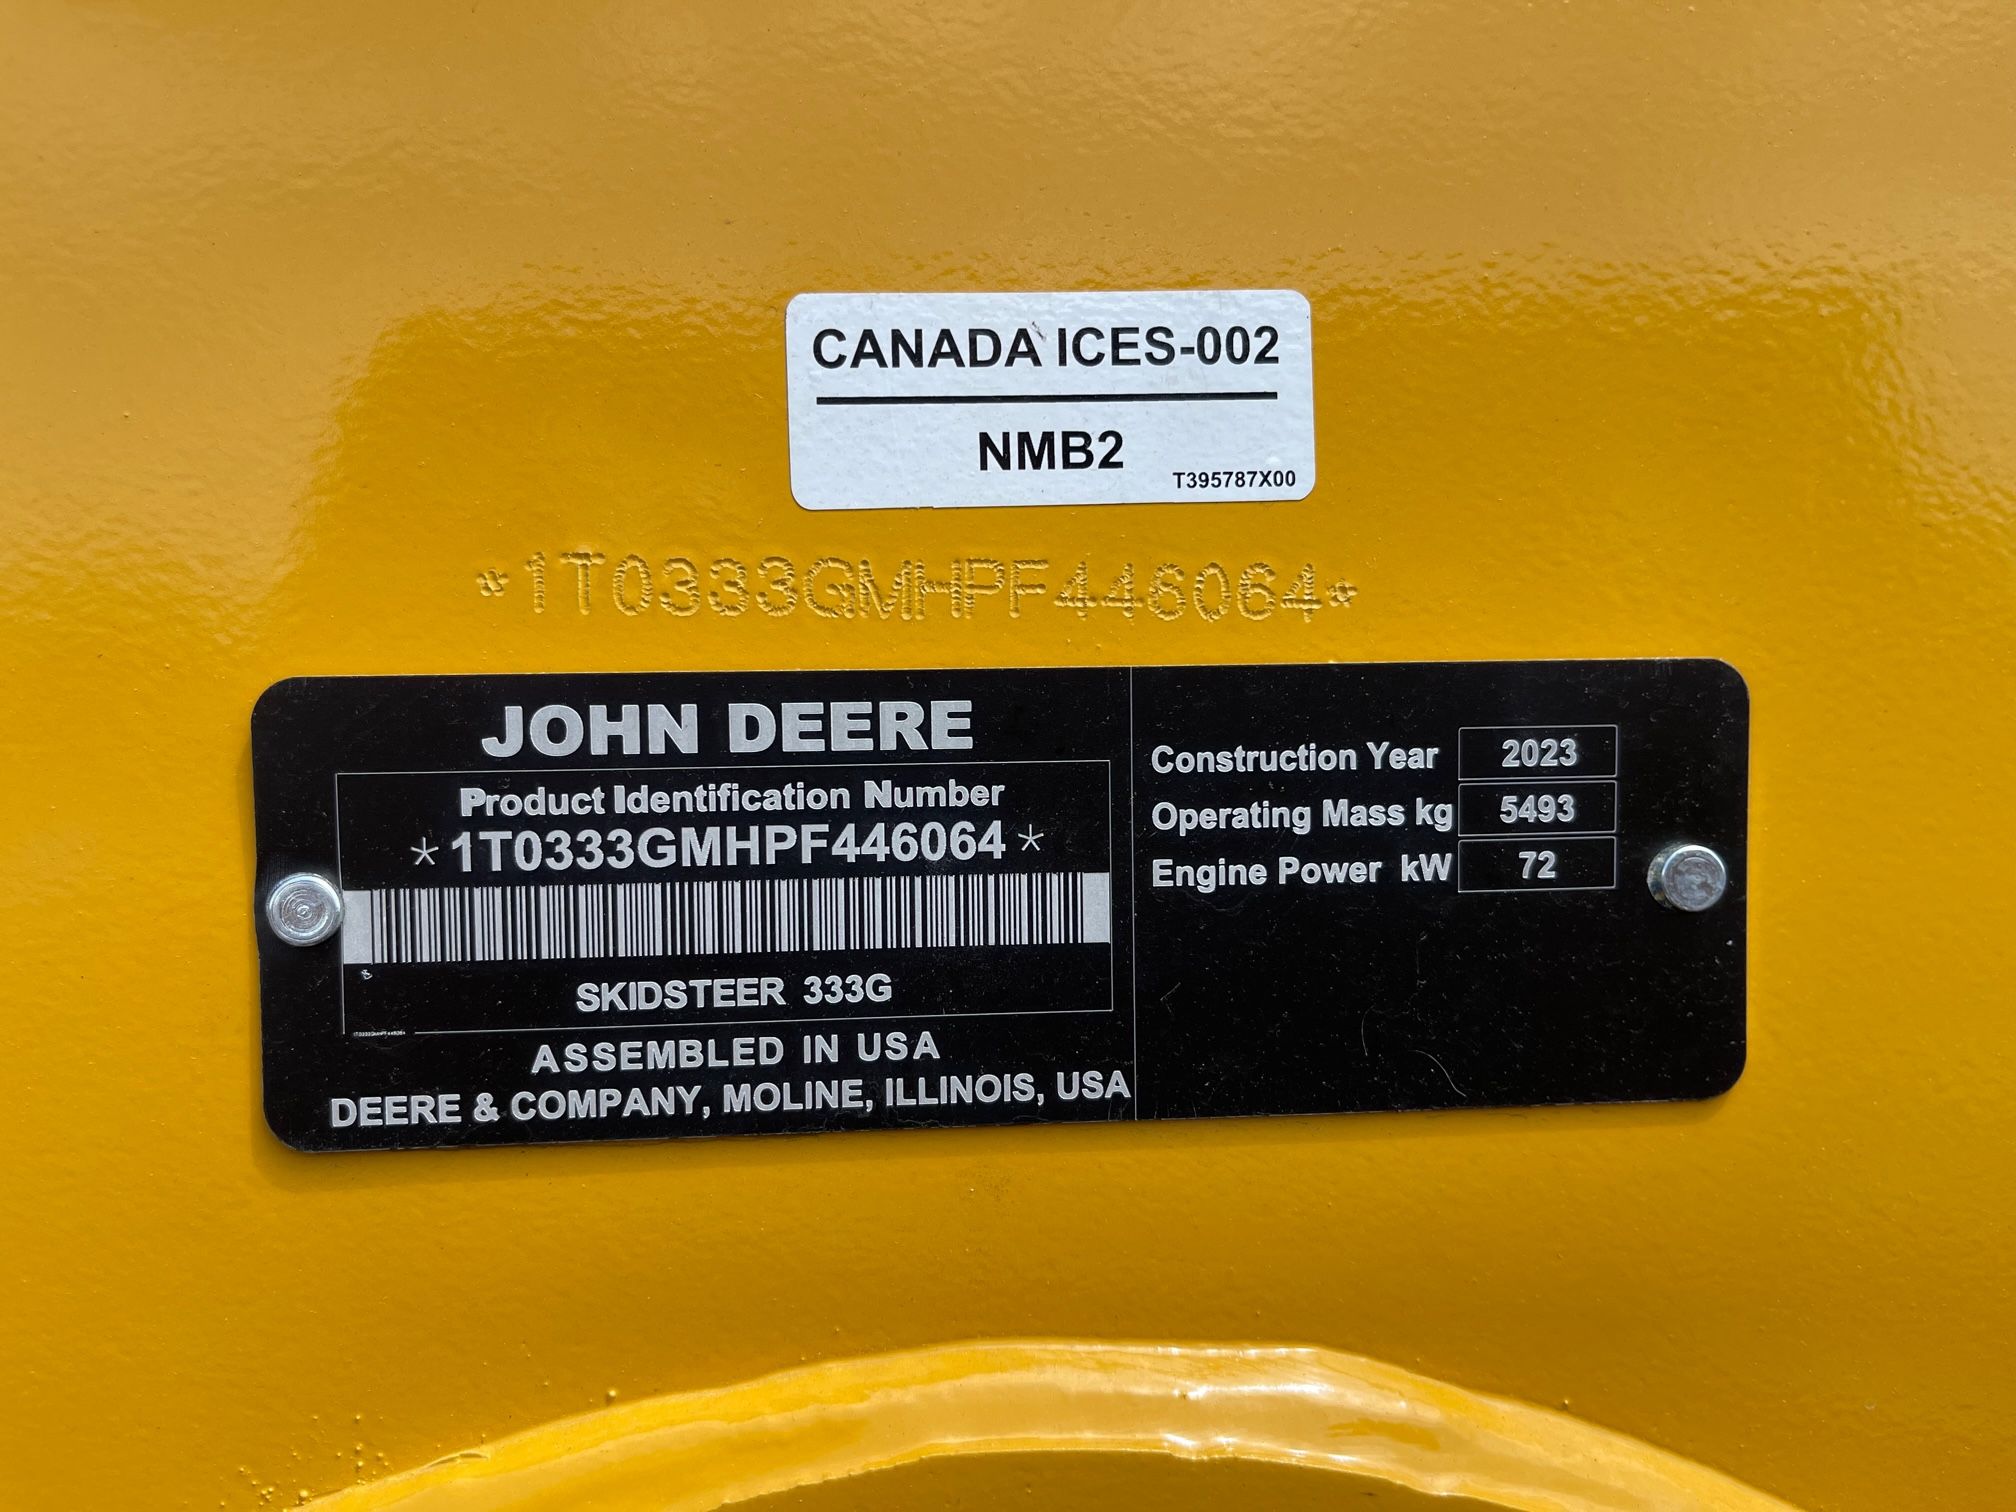 CANADA ICES-002
NMB2
T395787X00
*1T0333GMHPF446064*
JOHN DEERE
Product Identification Number
*1T0333GMHPF446064*
SKIDSTEER 333G
1T0333GMHPF446064
ASSEMBLED IN USA
DEERE & COMPANY, MOLINE, ILLINOIS, USA
Construction Year 2023
Operating Mass kg 5493
Engine Power kW 72